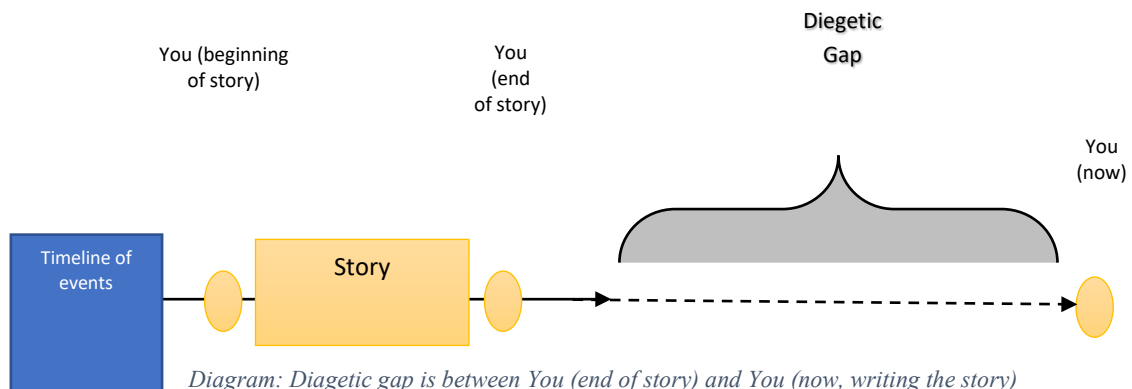 Diegetic
Gap
You (beginning
of story)
You
(end
of story)
You
(now)
Timeline of
events
Story
Diagram: Diagetic gap is between You (end of story) and You (now, writing the story)